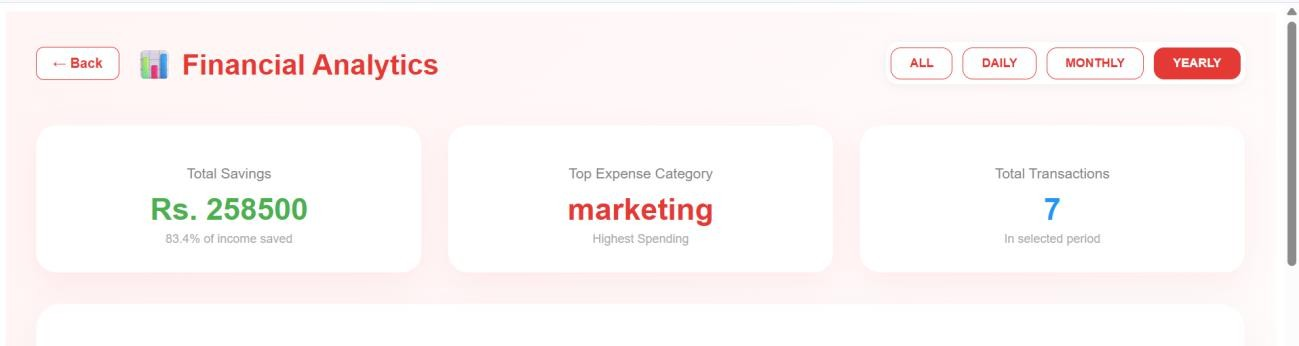 ← Back
Financial Analytics
ALL
DAILY
MONTHLY
YEARLY
Total Savings
Rs. 258500
83.4% of income saved
Top Expense Category
marketing
Highest Spending
Total Transactions
7
In selected period